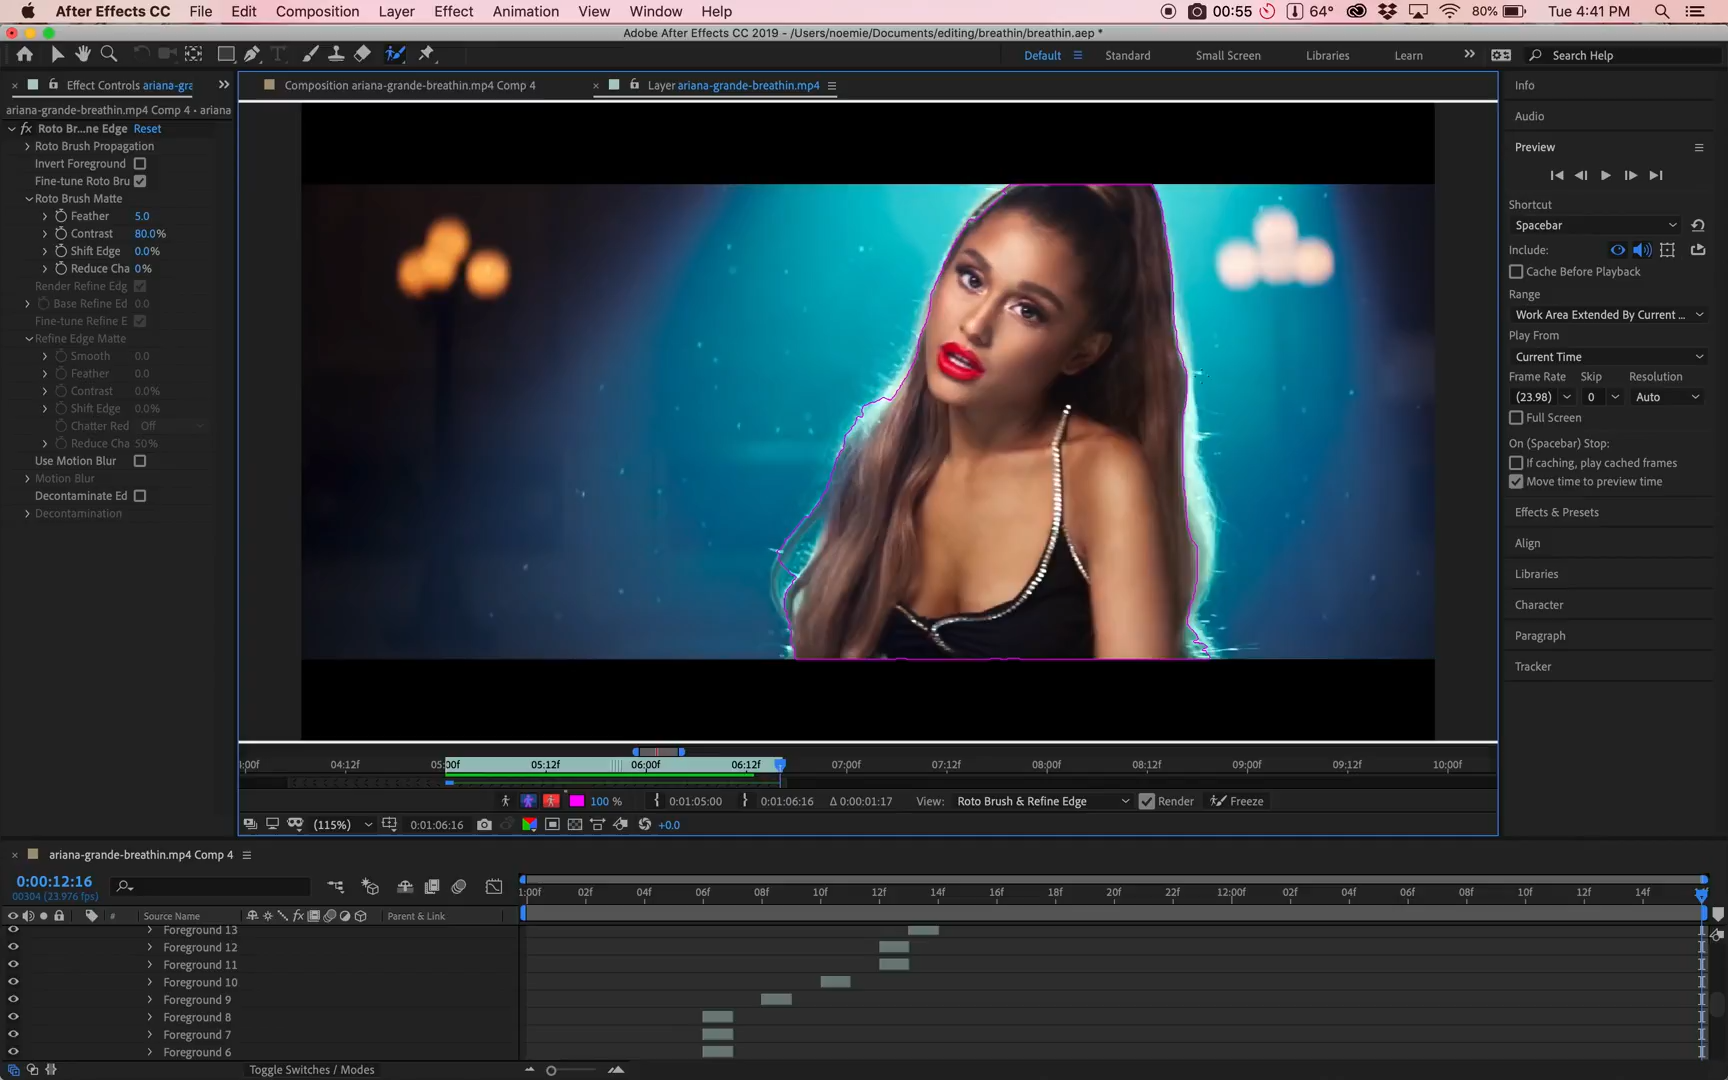 After Effects CC File Edit Composition Layer Effect Animation View Window Help 00:55 64° 80% Tue 4:41 PM
Adobe After Effects CC 2019 - /Users/noemie/Documents/editing/breathin/breathin.aep *
Default Standard Small Screen Libraries Learn Search Help
Effect Controls ariana-gra
Composition ariana-grande-breathin.mp4 Comp 4
Layer ariana-grande-breathin.mp4
ariana-grande-breathin.mp4 Comp 4 - ariana
fx Roto Br...ne Edge Reset
Roto Brush Propagation
Invert Foreground
Fine-tune Roto Bru
Roto Brush Matte
Feather 5.0
Contrast 80.0%
Shift Edge 0.0%
Reduce Cha 0%
Render Refine Edg
Base Refine Ed 0.0
Fine-tune Refine E
Refine Edge Matte
Smooth 0.0
Feather 0.0
Contrast 0.0%
Shift Edge 0.0%
Chatter Red Off
Reduce Cha 50%
Use Motion Blur
Motion Blur
Decontaminate Ed
Decontamination
Info
Audio
Preview
Shortcut
Spacebar
Include:
Cache Before Playback
Range
Work Area Extended By Current ...
Play From
Current Time
Frame Rate Skip Resolution
(23.98) 0 Auto
Full Screen
On (Spacebar) Stop:
If caching, play cached frames
Move time to preview time
Effects & Presets
Align
Libraries
Character
Paragraph
Tracker
:00f 04:12f 05:00f 05:12f 06:00f 06:12f 07:00f 07:12f 08:00f 08:12f 09:00f 09:12f 10:00f
100 % 0:01:05:00 0:01:06:16 Δ 0:00:01:17 View: Roto Brush & Refine Edge Render Freeze
(115%) 0:01:06:16 +0.0
ariana-grande-breathin.mp4 Comp 4
0:00:12:16
00304 (23.976 fps)
1:00f 02f 04f 06f 08f 10f 12f 14f 16f 18f 20f 22f 12:00f 02f 04f 06f 08f 10f 12f 14f
# Source Name fx Parent & Link
Foreground 13
Foreground 12
Foreground 11
Foreground 10
Foreground 9
Foreground 8
Foreground 7
Foreground 6
Toggle Switches / Modes